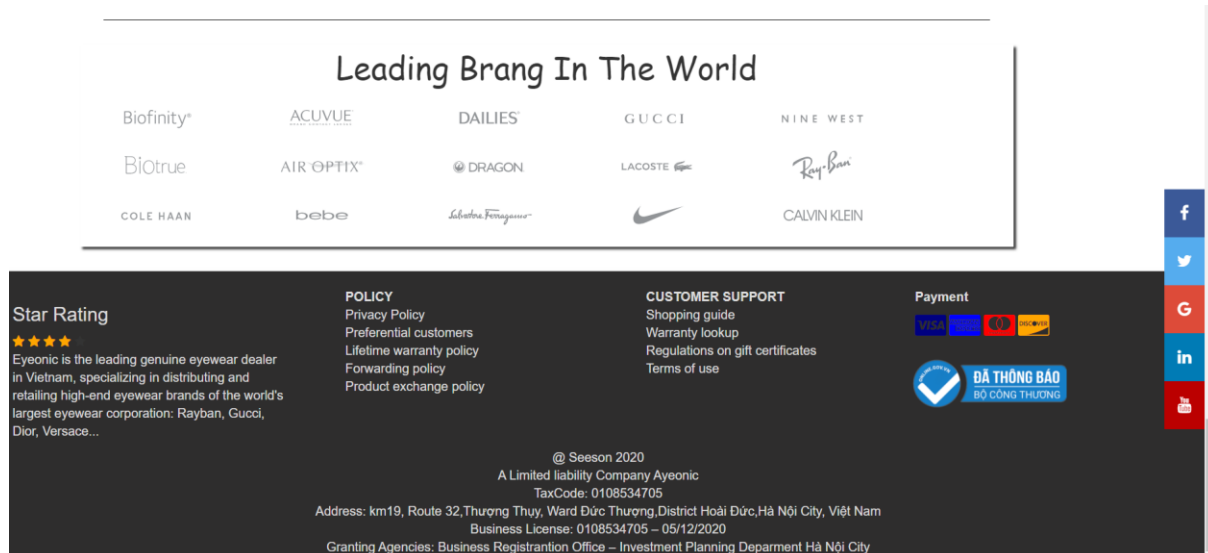 Leading Brang In The World
Biofinity®
ACUVUE
DAILIES
GUCCI
NINE WEST
Biotrue
AIR OPTIX®
DRAGON
LACOSTE
Ray-Ban
COLE HAAN
bebe
Salvatore Ferragamo
CALVIN KLEIN
Star Rating
Eyeonic is the leading genuine eyewear dealer
in Vietnam, specializing in distributing and
retailing high-end eyewear brands of the world's
largest eyewear corporation: Rayban, Gucci,
Dior, Versace...
POLICY
Privacy Policy
Preferential customers
Lifetime warranty policy
Forwarding policy
Product exchange policy
CUSTOMER SUPPORT
Shopping guide
Warranty lookup
Regulations on gift certificates
Terms of use
Payment
VISA
DISCOVER
ĐÃ THÔNG BÁO
BỘ CÔNG THƯƠNG
f
G
in
You
Tube
@ Seeson 2020
A Limited liability Company Ayeonic
TaxCode: 0108534705
Address: km19, Route 32,Thượng Thụy, Ward Đức Thượng,District Hoài Đức,Hà Nội City, Việt Nam
Business License: 0108534705 – 05/12/2020
Granting Agencies: Business Registrantion Office – Investment Planning Deparment Hà Nội City